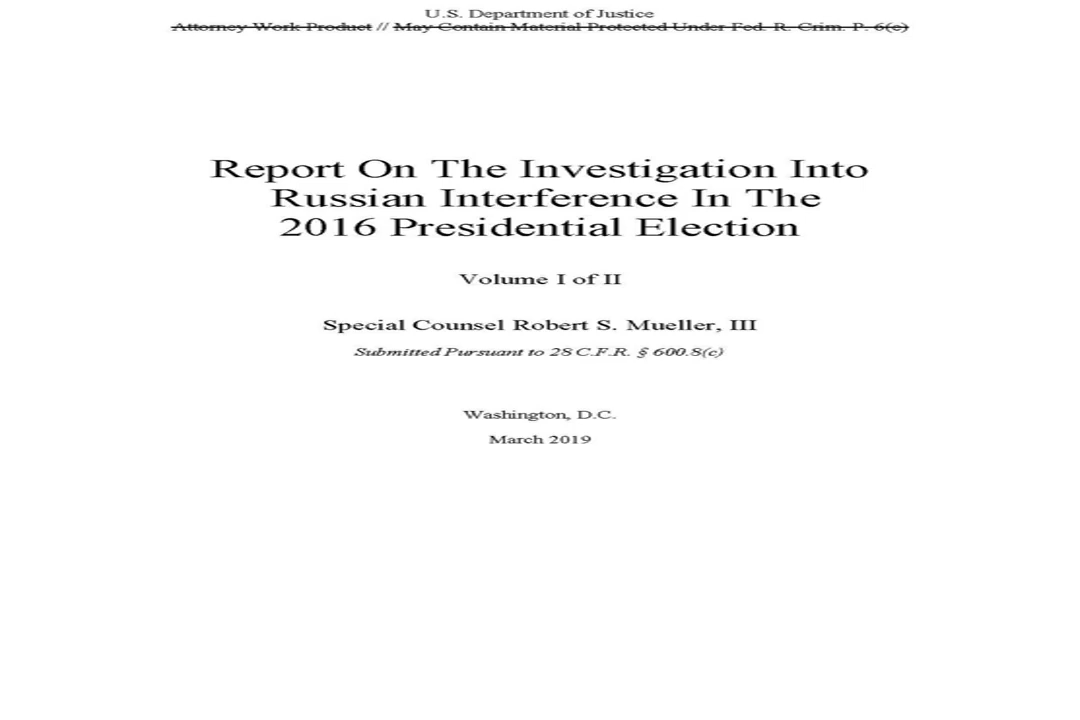 U.S. Department of Justice
Attorney Work Product // May Contain Material Protected Under Fed. R. Crim. P. 6(e)
Report On The Investigation Into
Russian Interference In The
2016 Presidential Election
Volume I of II
Special Counsel Robert S. Mueller, III
Submitted Pursuant to 28 C.F.R. § 600.8(c)
Washington, D.C.
March 2019